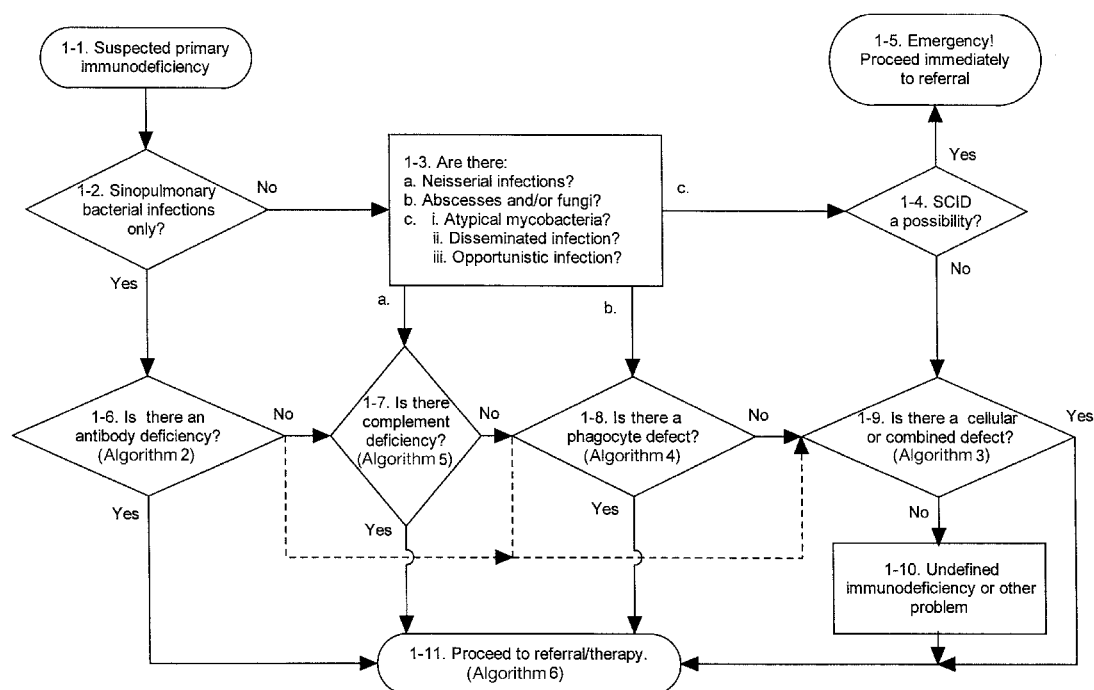 1-1. Suspected primary
immunodeficiency
1-5. Emergency!
Proceed immediately
to referral
1-2. Sinopulmonary
bacterial infections
only?
No
Yes
1-3. Are there:
a. Neisserial infections?
b. Abscesses and/or fungi?
c. i. Atypical mycobacteria?
ii. Disseminated infection?
iii. Opportunistic infection?
c.
Yes
1-4. SCID
a possibility?
No
a.
b.
1-6. Is there an
antibody deficiency?
(Algorithm 2)
No
Yes
1-7. Is there
complement
deficiency?
(Algorithm 5)
No
Yes
1-8. Is there a
phagocyte defect?
(Algorithm 4)
No
Yes
1-9. Is there a cellular
or combined defect?
(Algorithm 3)
Yes
No
1-10. Undefined
immunodeficiency or other
problem
1-11. Proceed to referral/therapy.
(Algorithm 6)